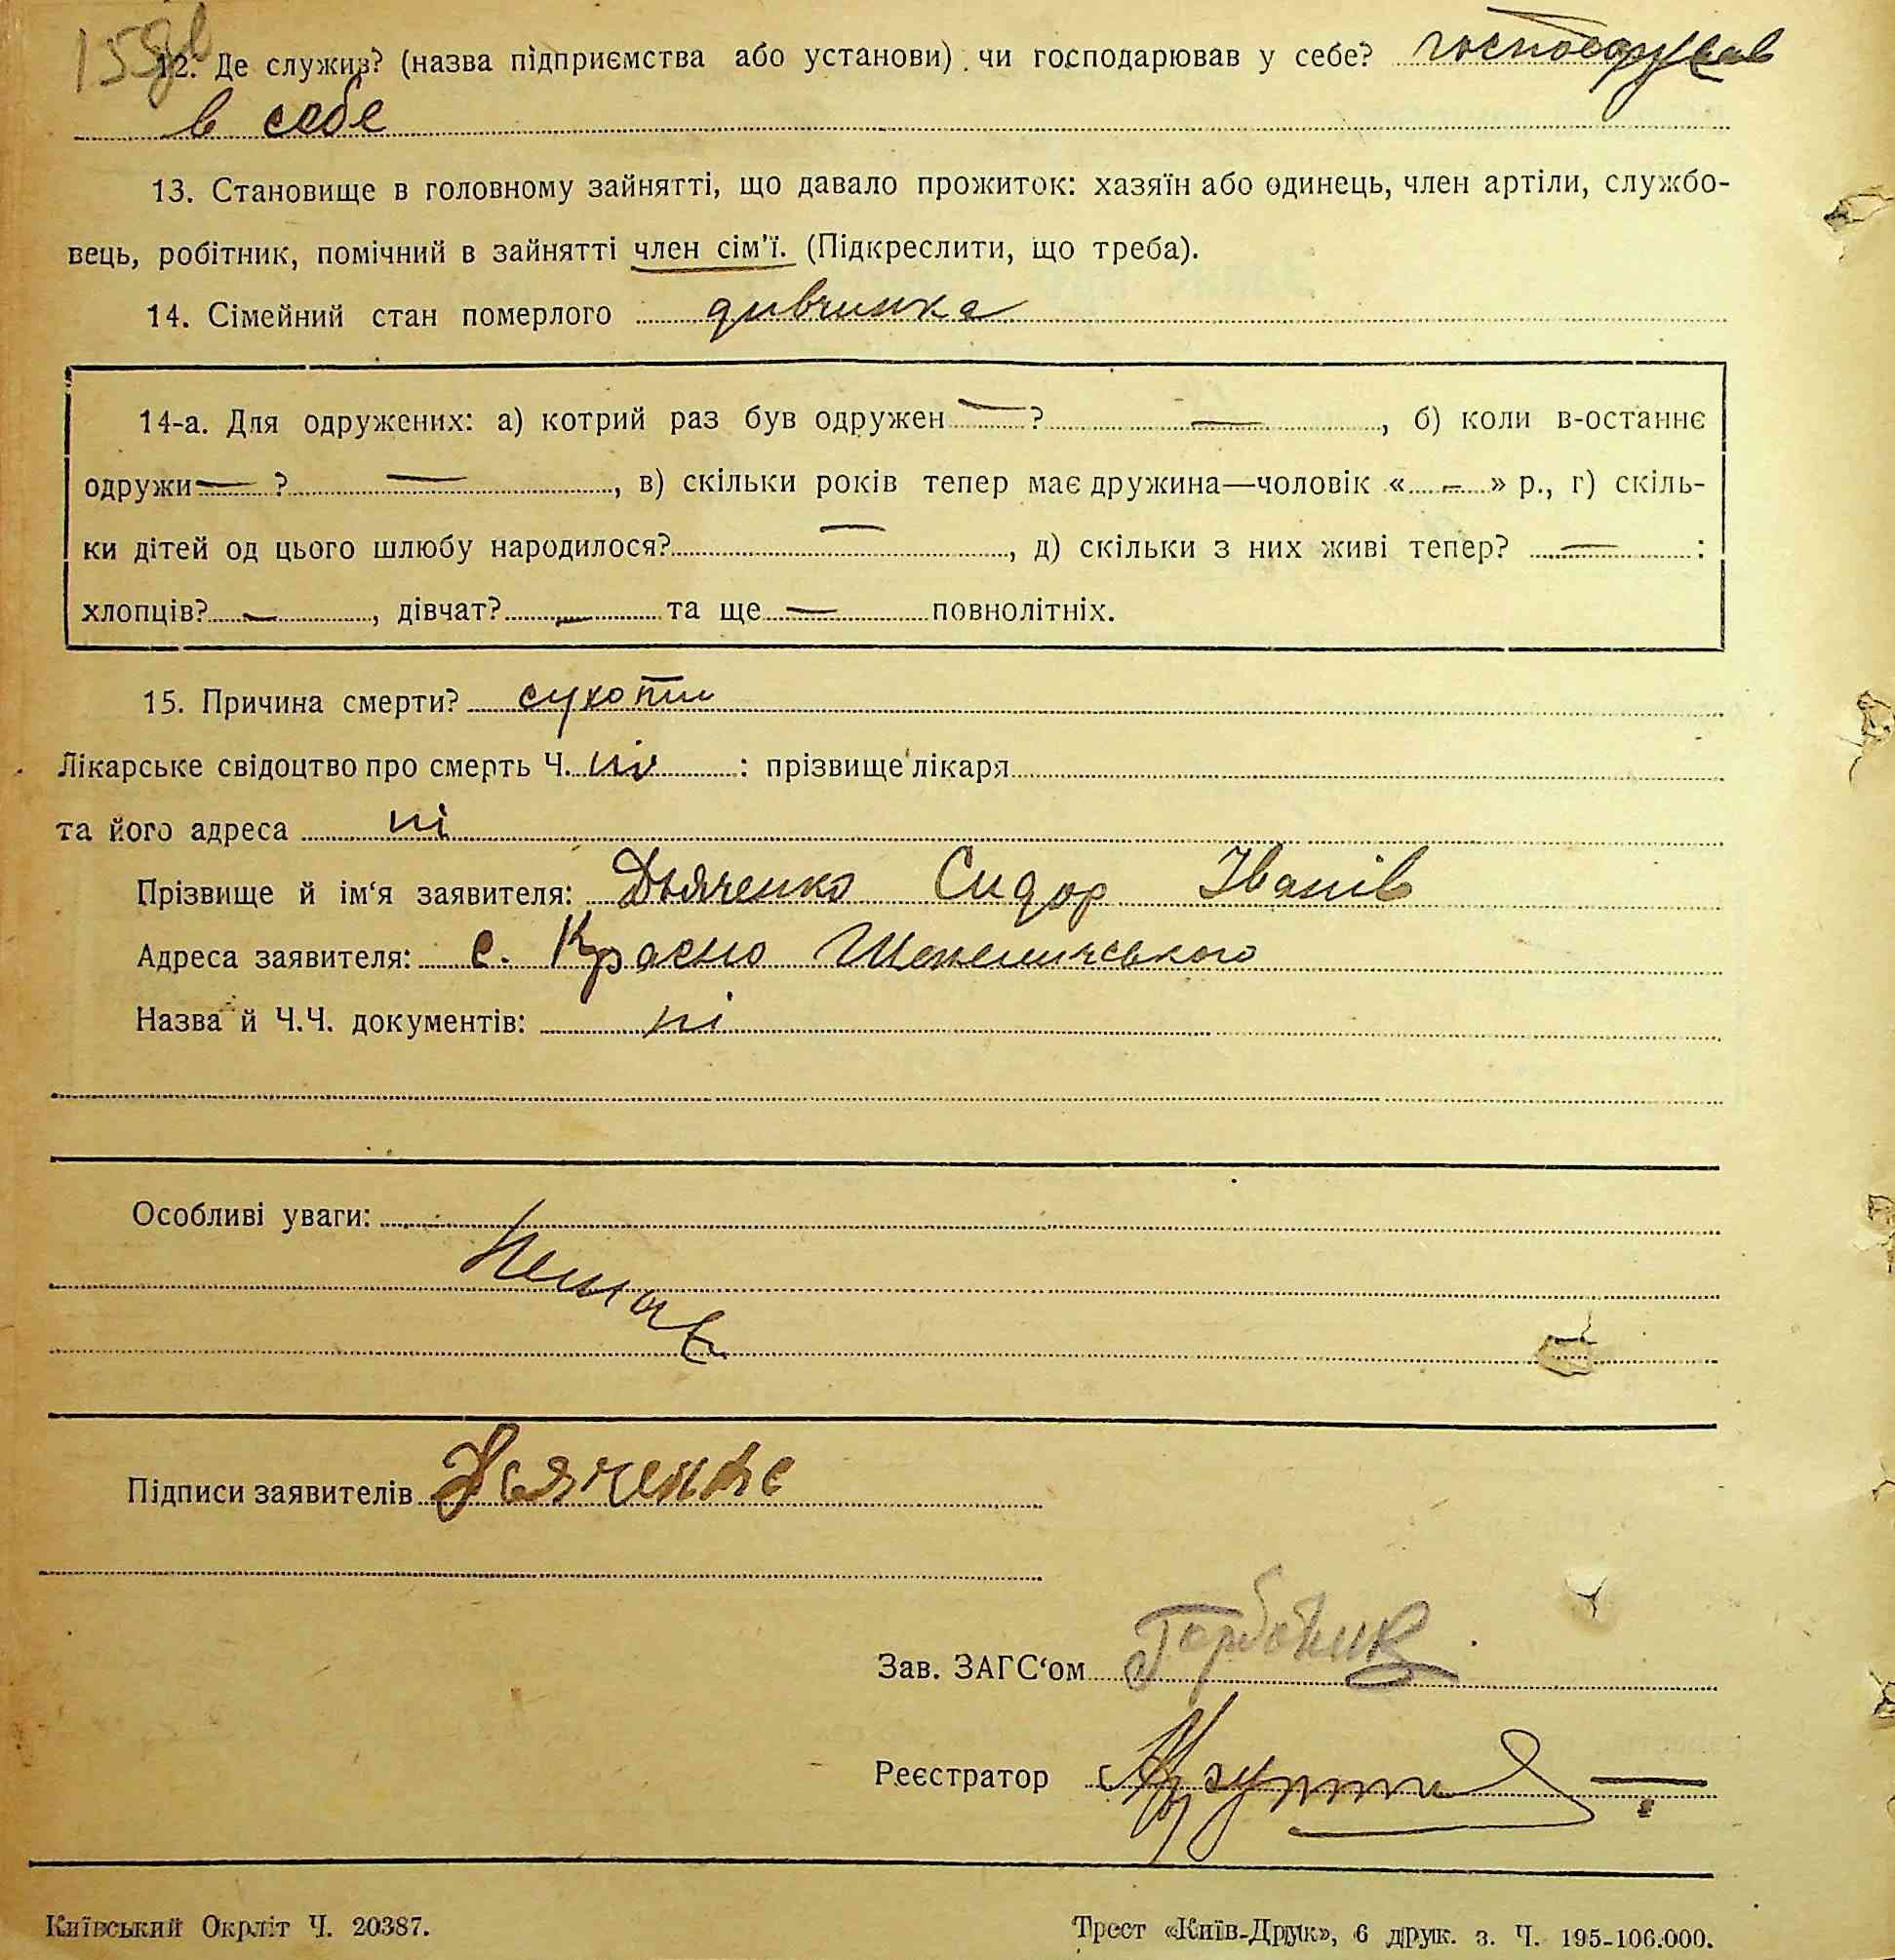 12. Де служив? (назва підприємства або установи) чи господарював у себе? господарував
в себе
13. Становище в головному зайнятті, що давало прожиток: хазяїн або одинець, член артіли, службо-
вець, робітник, помічний в зайнятті член сім'ї. (Підкреслити, що треба).
14. Сімейний стан померлого дивчинка
14-а. Для одружених: а) котрий раз був одружен — ? —, б) коли в-останнє
одружи — ? —, в) скільки років тепер має дружина—чоловік «—» р., г) скіль-
ки дітей од цього шлюбу народилося? —, д) скільки з них живі тепер? — :
хлопців? —, дівчат? — та ще — повнолітніх.
15. Причина смерти? сухоти
Лікарське свідоцтво про смерть Ч. ні : прізвище лікаря
та його адреса ні
Прізвище й ім'я заявителя: Дьяченко Сидор Іванів
Адреса заявителя: с. Красно
Назва й Ч.Ч. документів: ні
Особливі уваги:
Немає
Підписи заявителів Дьяченко
Зав. ЗАГС'ом
Реєстратор
Київський Окрліт Ч. 20387.
Трест «Київ-Друк», 6 друк. з. Ч. 195-106.000.